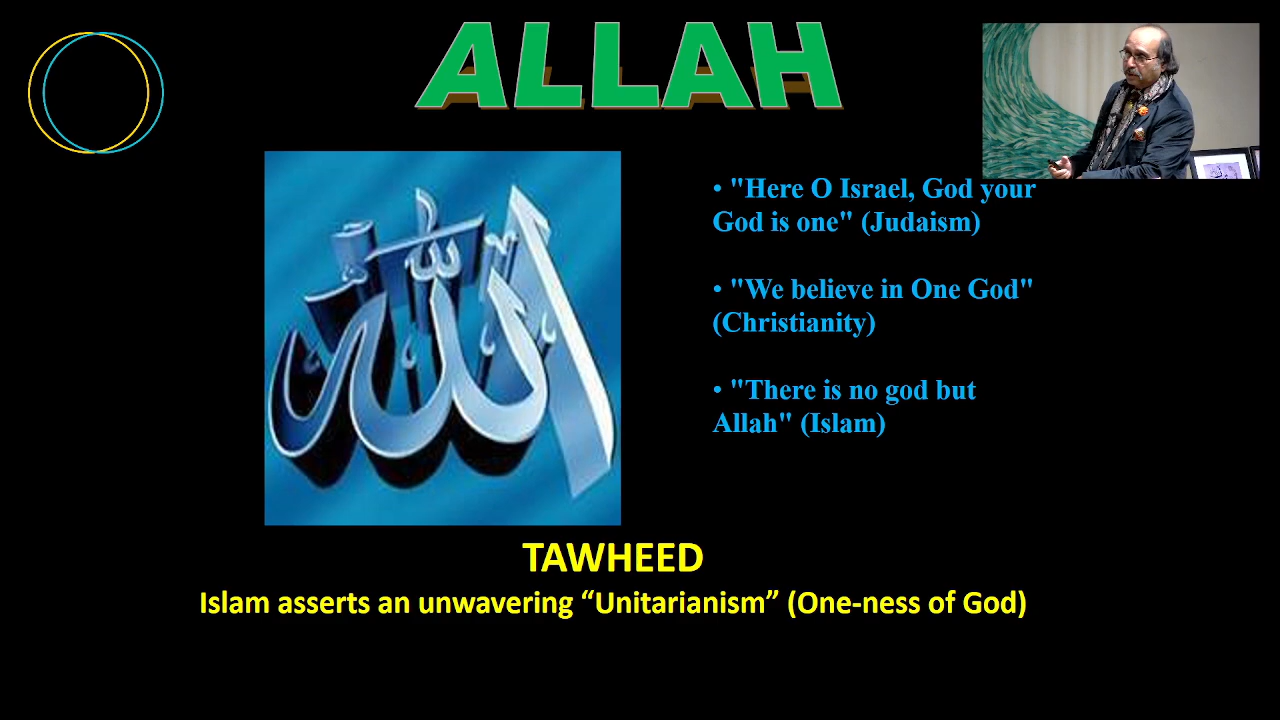 ALLAH
الله
• "Here O Israel, God your
God is one" (Judaism)
• "We believe in One God"
(Christianity)
• "There is no god but
Allah" (Islam)
TAWHEED
Islam asserts an unwavering “Unitarianism” (One-ness of God)